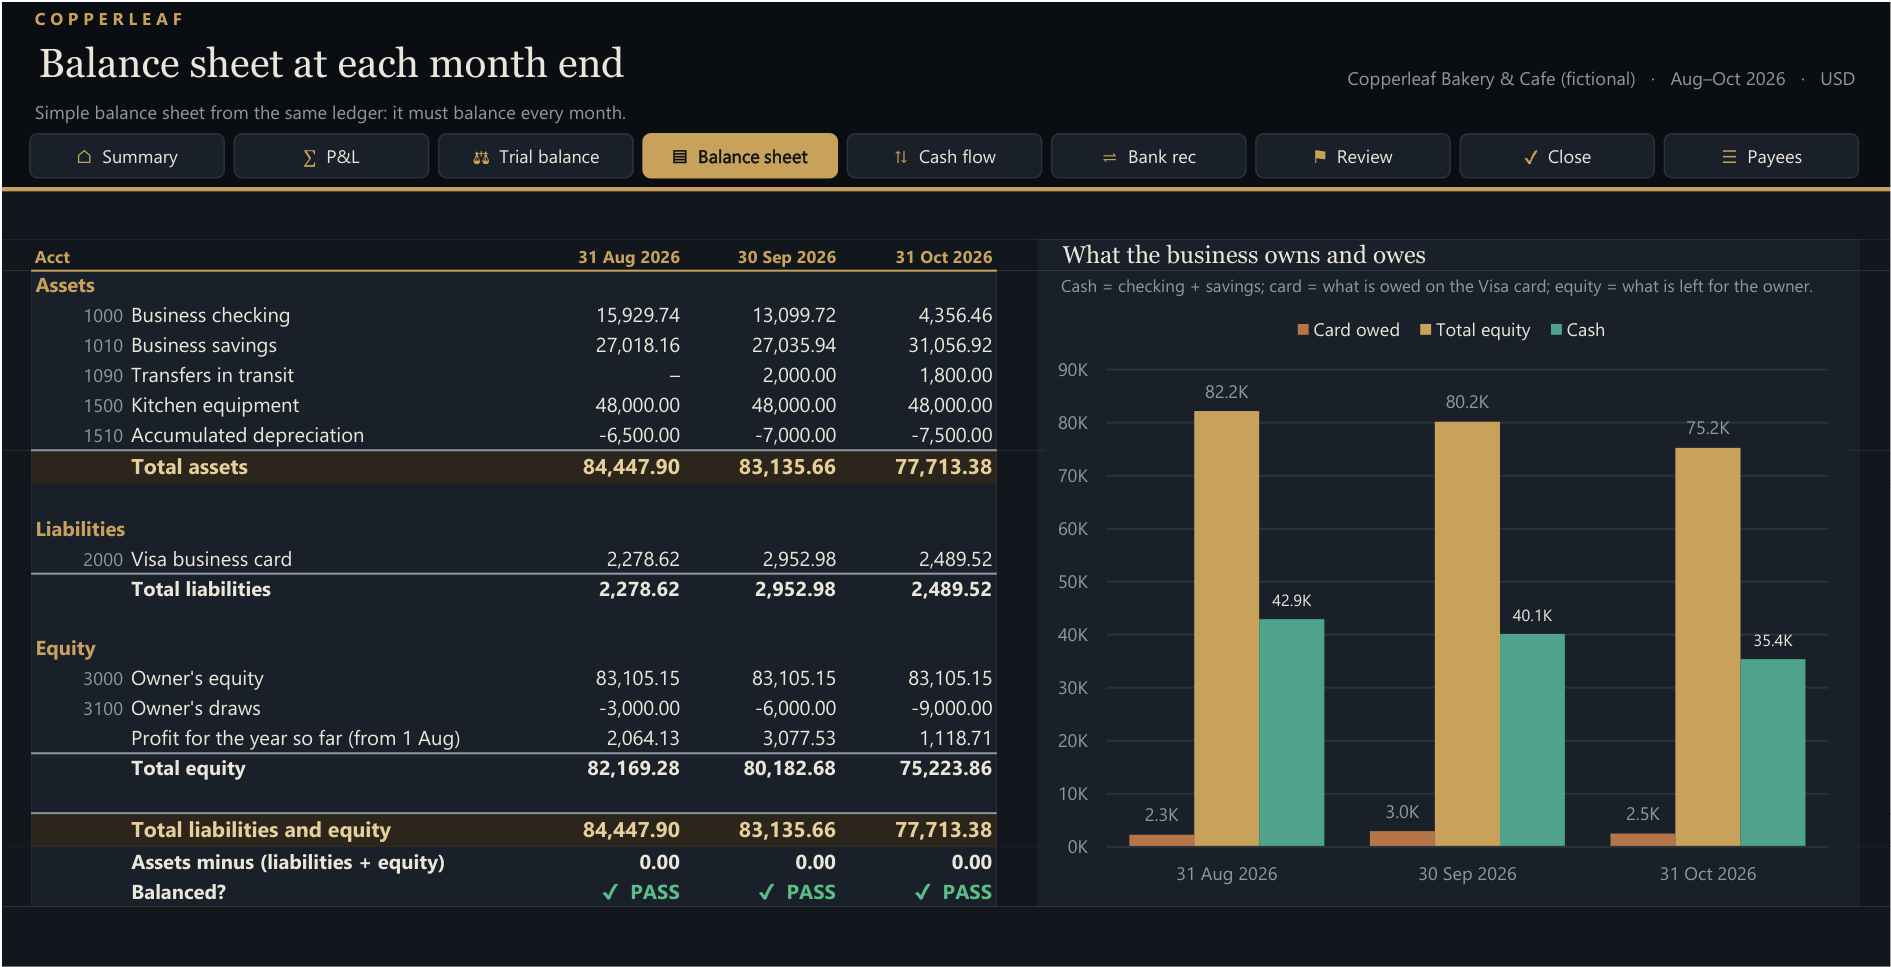 COPPERLEAF
Balance sheet at each month end
Copperleaf Bakery & Cafe (fictional) · Aug–Oct 2026 · USD
Simple balance sheet from the same ledger: it must balance every month.
Summary P&L Trial balance Balance sheet Cash flow Bank rec Review Close Payees
Acct 31 Aug 2026 30 Sep 2026 31 Oct 2026
Assets
1000 Business checking 15,929.74 13,099.72 4,356.46
1010 Business savings 27,018.16 27,035.94 31,056.92
1090 Transfers in transit – 2,000.00 1,800.00
1500 Kitchen equipment 48,000.00 48,000.00 48,000.00
1510 Accumulated depreciation -6,500.00 -7,000.00 -7,500.00
Total assets 84,447.90 83,135.66 77,713.38
Liabilities
2000 Visa business card 2,278.62 2,952.98 2,489.52
Total liabilities 2,278.62 2,952.98 2,489.52
Equity
3000 Owner's equity 83,105.15 83,105.15 83,105.15
3100 Owner's draws -3,000.00 -6,000.00 -9,000.00
Profit for the year so far (from 1 Aug) 2,064.13 3,077.53 1,118.71
Total equity 82,169.28 80,182.68 75,223.86
Total liabilities and equity 84,447.90 83,135.66 77,713.38
Assets minus (liabilities + equity) 0.00 0.00 0.00
Balanced? ✓ PASS ✓ PASS ✓ PASS
What the business owns and owes
Cash = checking + savings; card = what is owed on the Visa card; equity = what is left for the owner.
Card owed Total equity Cash
90K
80K
70K
60K
50K
40K
30K
20K
10K
0K
2.3K 82.2K 42.9K
3.0K 80.2K 40.1K
2.5K 75.2K 35.4K
31 Aug 2026 30 Sep 2026 31 Oct 2026